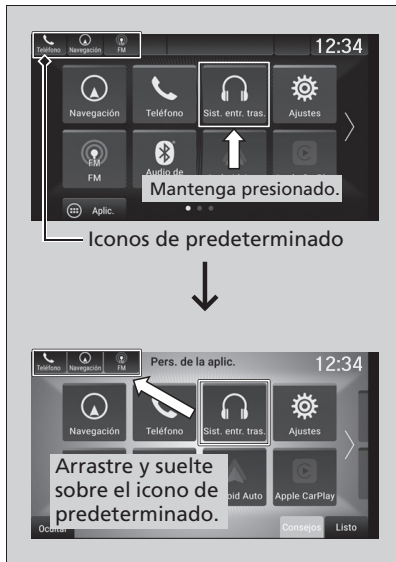 Teléfono Navegación FM
12:34
Navegación Teléfono Sist. entr. tras. Ajustes
FM
FM Audio de
Mantenga presionado.
Aplic.
Iconos de predeterminado
Teléfono Navegación FM
Pers. de la aplic.
12:34
Navegación Teléfono Sist. entr. tras. Ajustes
Arrastre y suelte
sobre el icono de
predeterminado.
oid Auto Apple CarPlay
Ocultar
Consejos Listo